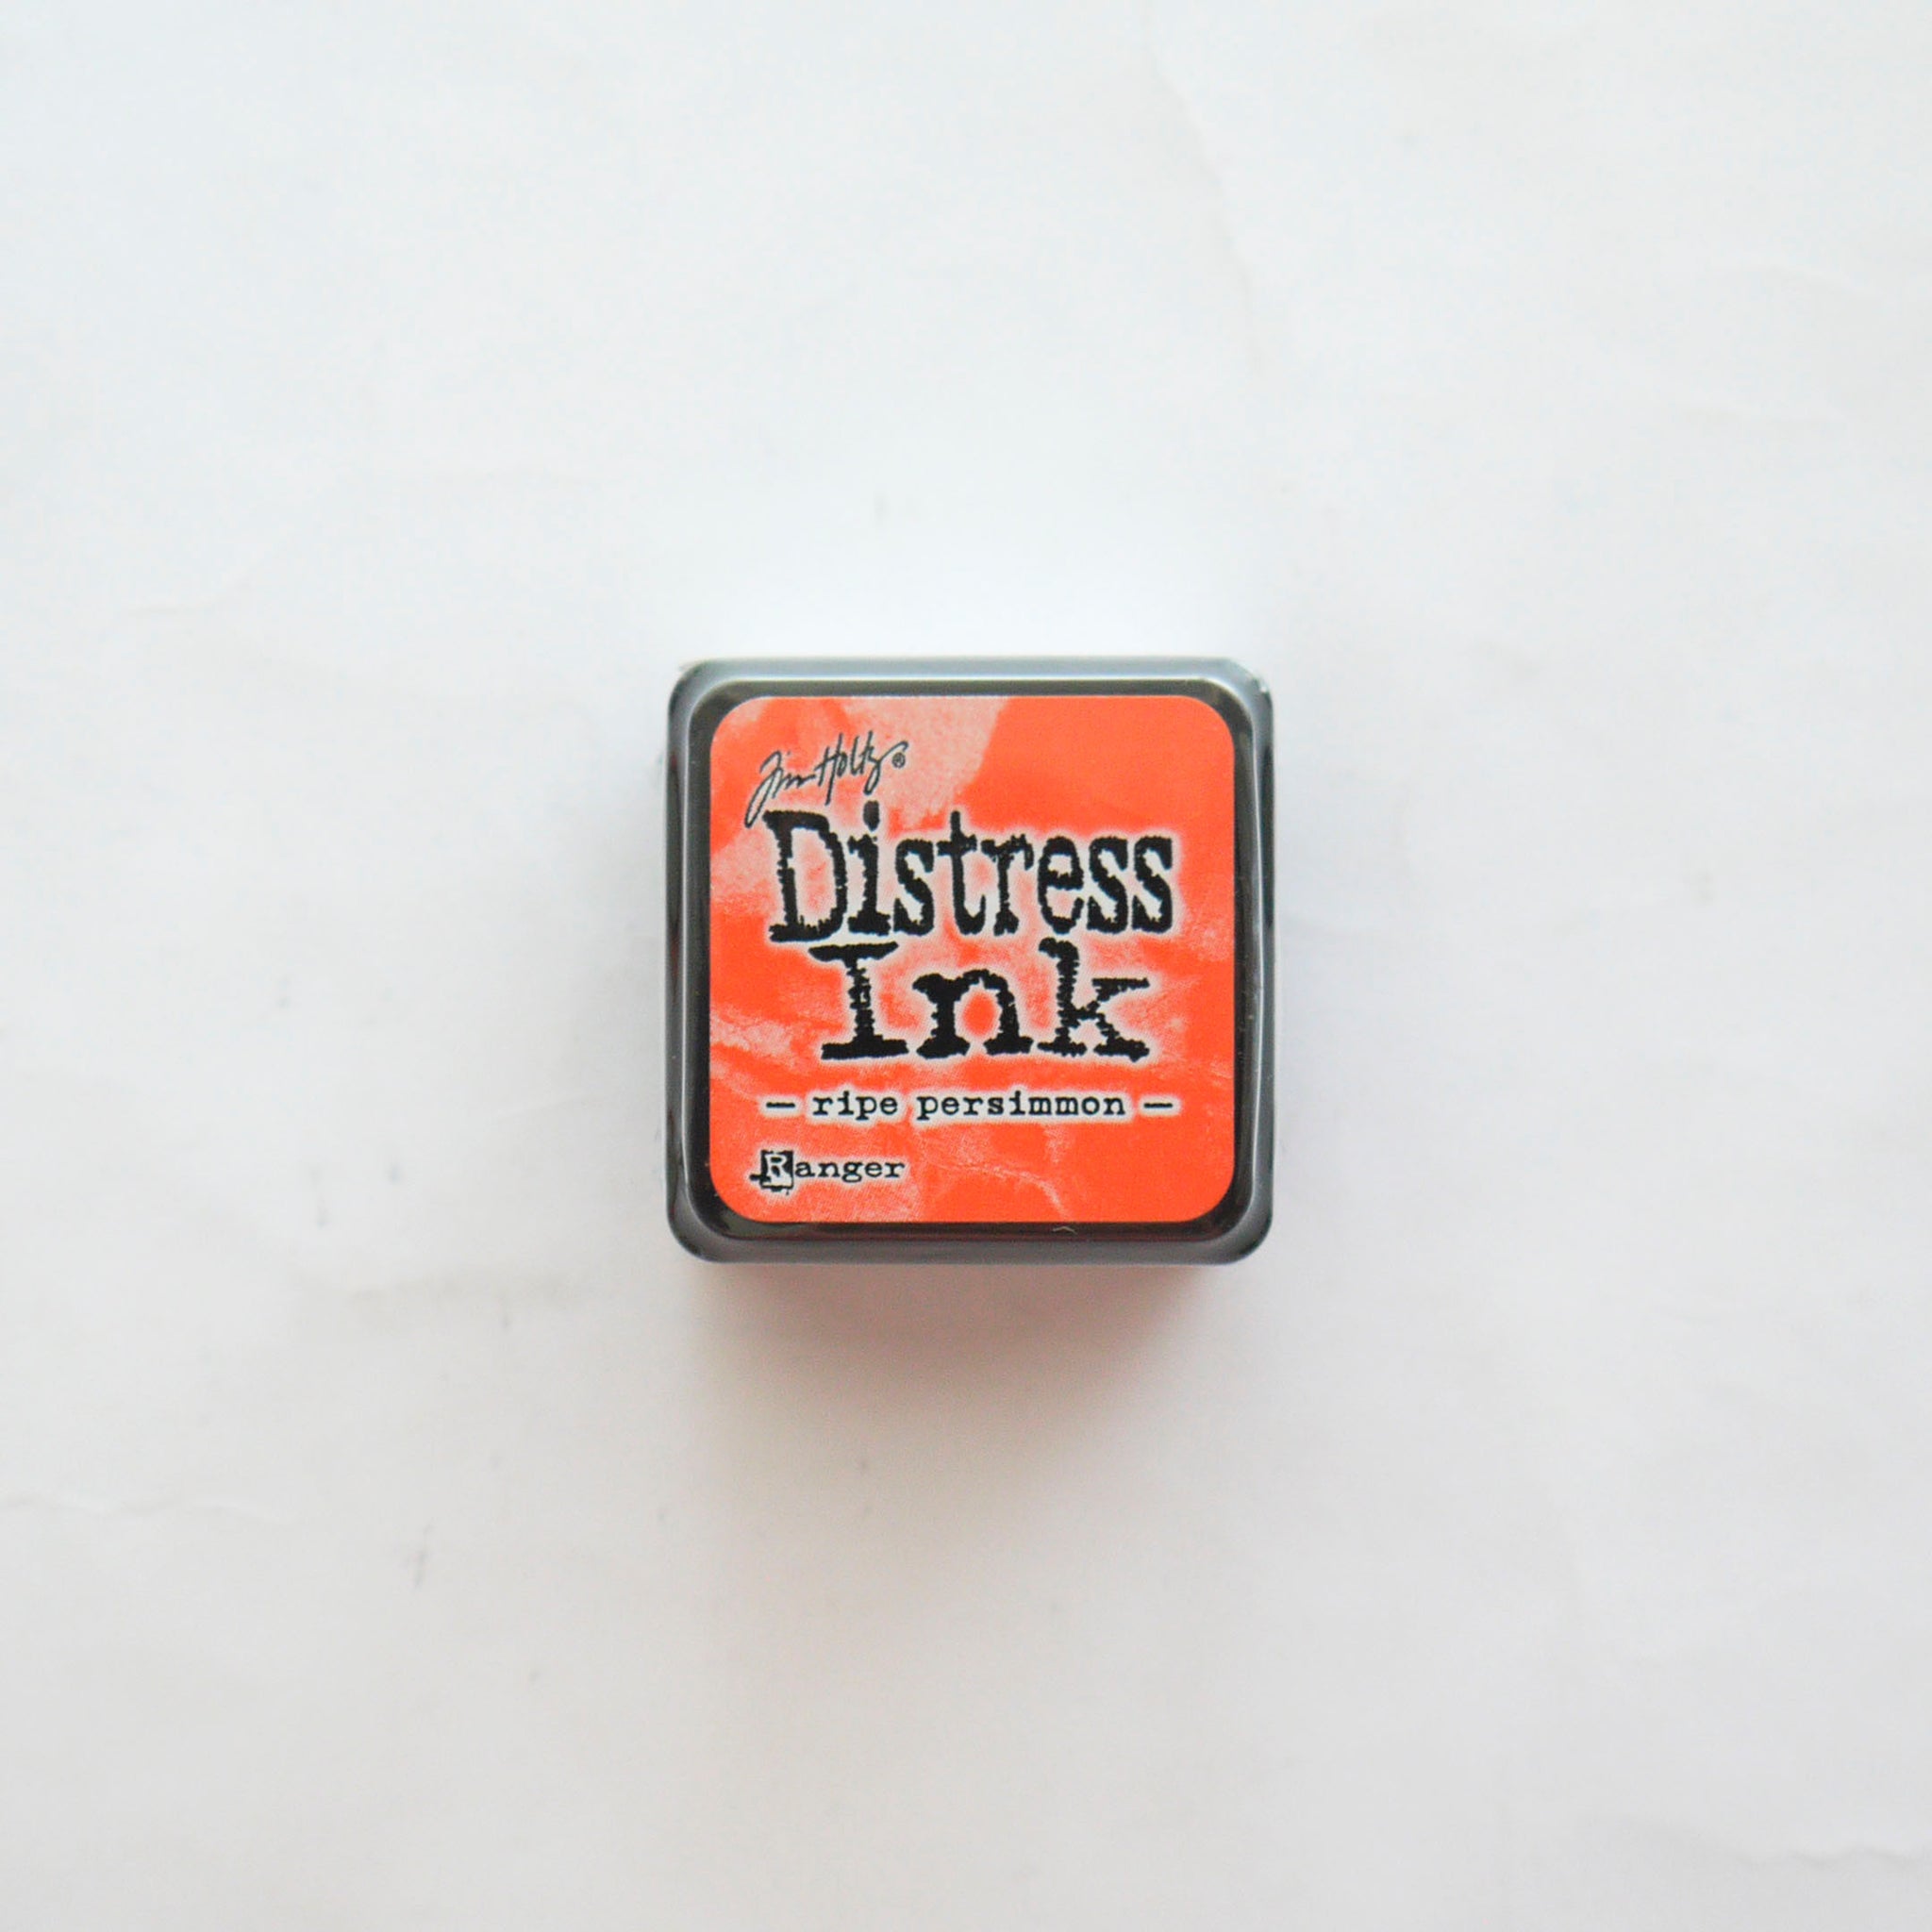 Tim Holtz®
Distress
Ink
— ripe persimmon —
Ranger